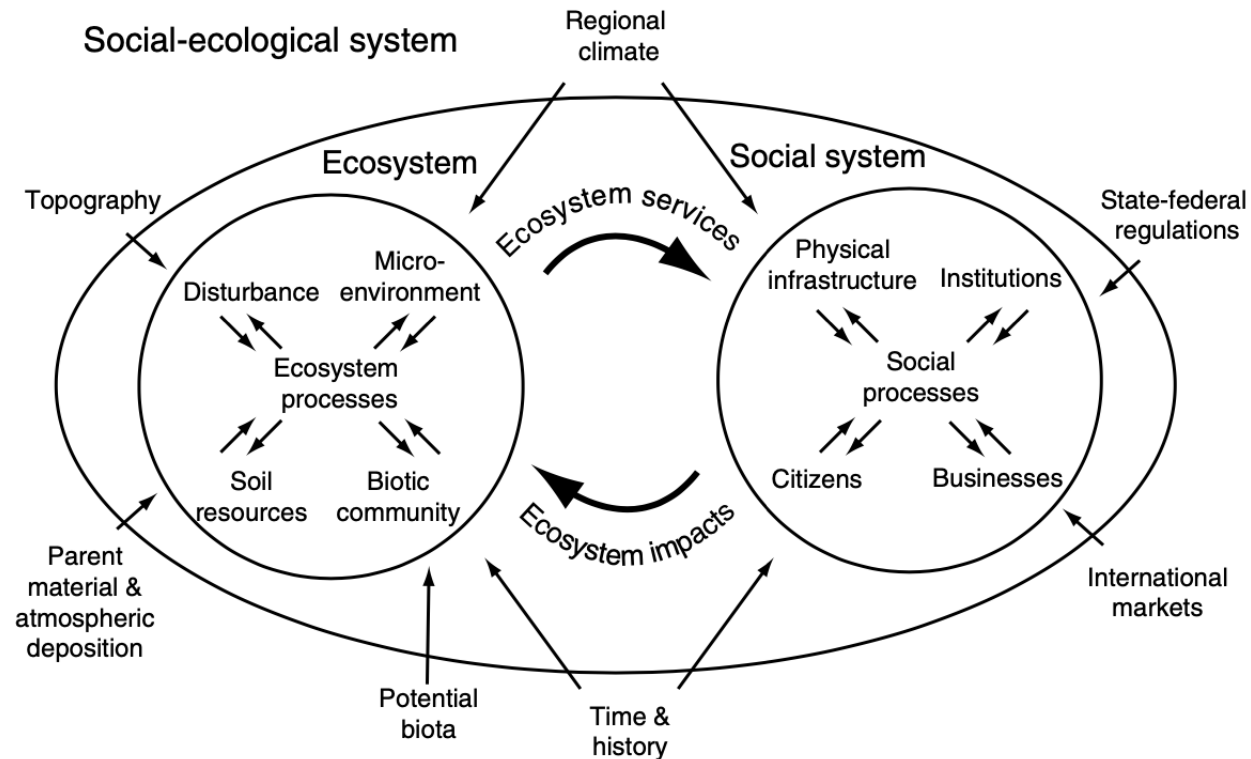 Social-ecological system
Regional
climate
Ecosystem
Social system
Topography
Ecosystem services
State-federal
regulations
Disturbance
Micro-
environment
Ecosystem
processes
Soil
resources
Biotic
community
Physical
infrastructure
Institutions
Social
processes
Citizens
Businesses
Ecosystem impacts
Parent
material &
atmospheric
deposition
International
markets
Potential
biota
Time &
history